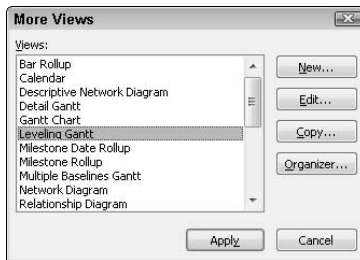 More Views
Views:
Bar Rollup
Calendar
Descriptive Network Diagram
Detail Gantt
Gantt Chart
Leveling Gantt
Milestone Date Rollup
Milestone Rollup
Multiple Baselines Gantt
Network Diagram
Relationship Diagram
New...
Edit...
Copy...
Organizer...
Apply
Cancel